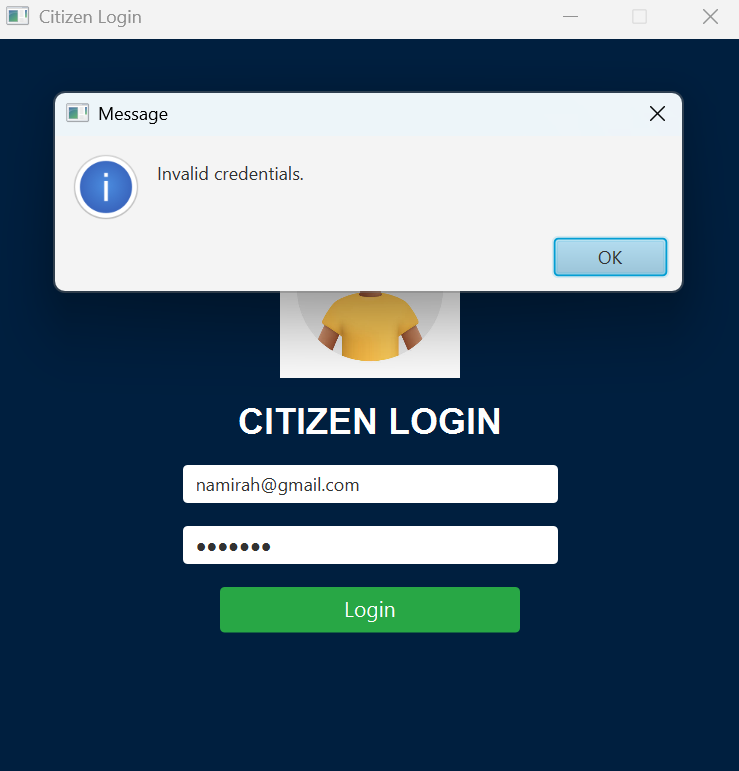 Citizen Login
Message
Invalid credentials.
OK
CITIZEN LOGIN
namirah@gmail.com
●●●●●●●
Login